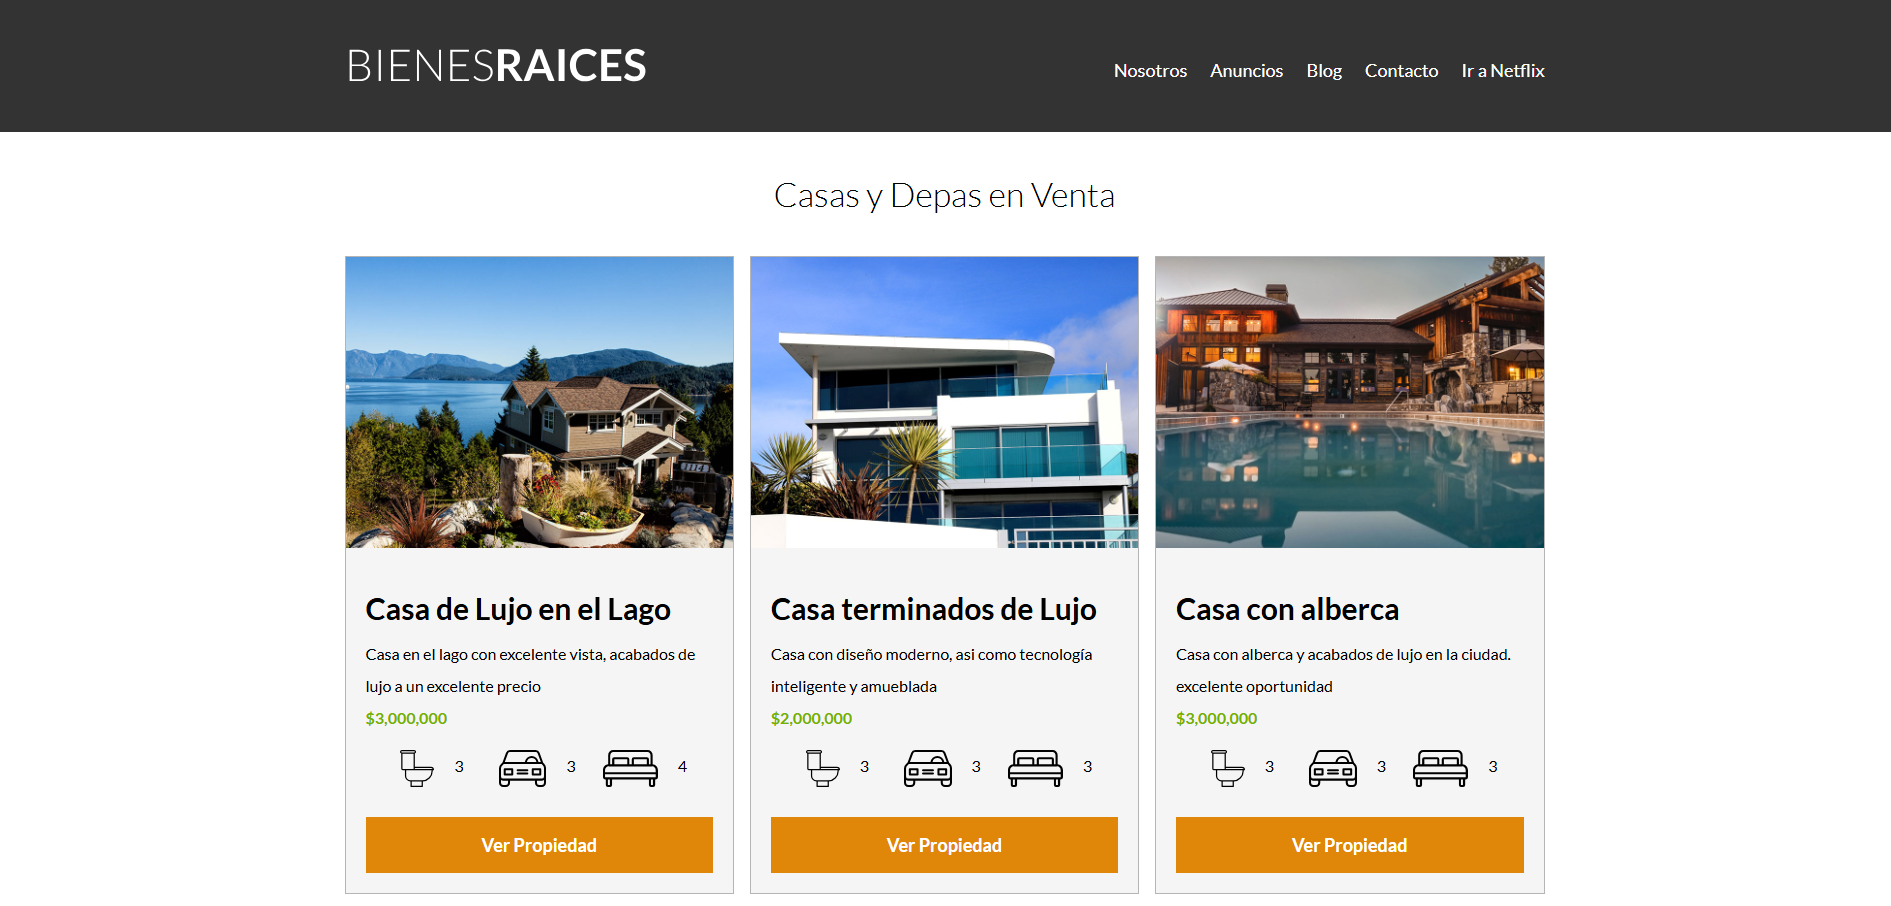 BIENESRAICES
Nosotros Anuncios Blog Contacto Ir a Netflix
Casas y Depas en Venta
Casa de Lujo en el Lago
Casa en el lago con excelente vista, acabados de
lujo a un excelente precio
$3,000,000
3 3 4
Ver Propiedad
Casa terminados de Lujo
Casa con diseño moderno, asi como tecnología
inteligente y amueblada
$2,000,000
3 3 3
Ver Propiedad
Casa con alberca
Casa con alberca y acabados de lujo en la ciudad.
excelente oportunidad
$3,000,000
3 3 3
Ver Propiedad